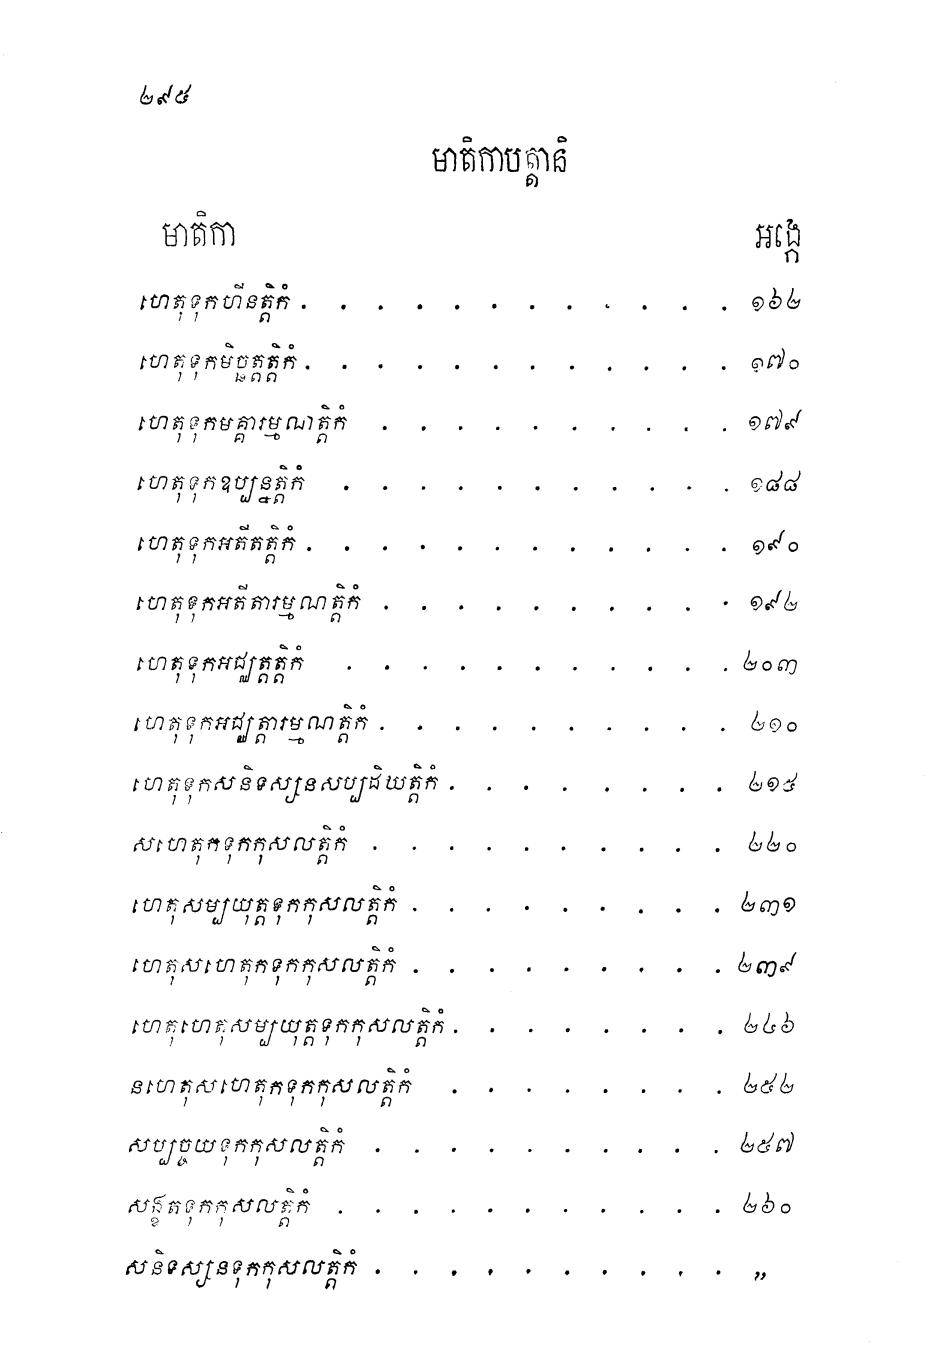 ២៩៥
មាតិកាបត្តានិ
មាតិកា អង្កេ
ហេតុទុកហីនត្តិកំ . . . . . . . . . . . . ១៦២
ហេតុទុកមិច្ឆត្តត្តិកំ . . . . . . . . . . . . ១៧០
ហេតុទុកមគ្គារម្មណត្តិកំ . . . . . . . . . . ១៧៩
ហេតុទុកឧប្បន្នត្តិកំ . . . . . . . . . . . ១៨៨
ហេតុទុកអតីតត្តិកំ . . . . . . . . . . . . ១៩០
ហេតុទុកអតីតារម្មណត្តិកំ . . . . . . . . . . ១៩២
ហេតុទុកអជ្ឈត្តត្តិកំ . . . . . . . . . . . ២០៣
ហេតុទុកអជ្ឈត្តារម្មណត្តិកំ . . . . . . . . . . ២១០
ហេតុទុកសនិទស្សនសប្បដិឃត្តិកំ . . . . . . . . ២១៥
សហេតុកទុកកុសលត្តិកំ . . . . . . . . . . ២២០
ហេតុសម្បយុត្តទុកកុសលត្តិកំ . . . . . . . . . ២៣១
ហេតុសហេតុកទុកកុសលត្តិកំ . . . . . . . . . ២៣៩
ហេតុហេតុសម្បយុត្តទុកកុសលត្តិកំ . . . . . . . . ២៤៦
នហេតុសហេតុកទុកកុសលត្តិកំ . . . . . . . . ២៥២
សប្បច្ចយទុកកុសលត្តិកំ . . . . . . . . . . ២៥៧
សង្ខតទុកកុសលត្តិកំ . . . . . . . . . . . ២៦០
សនិទស្សនទុកកុសលត្តិកំ . . . . . . . . . . ,,